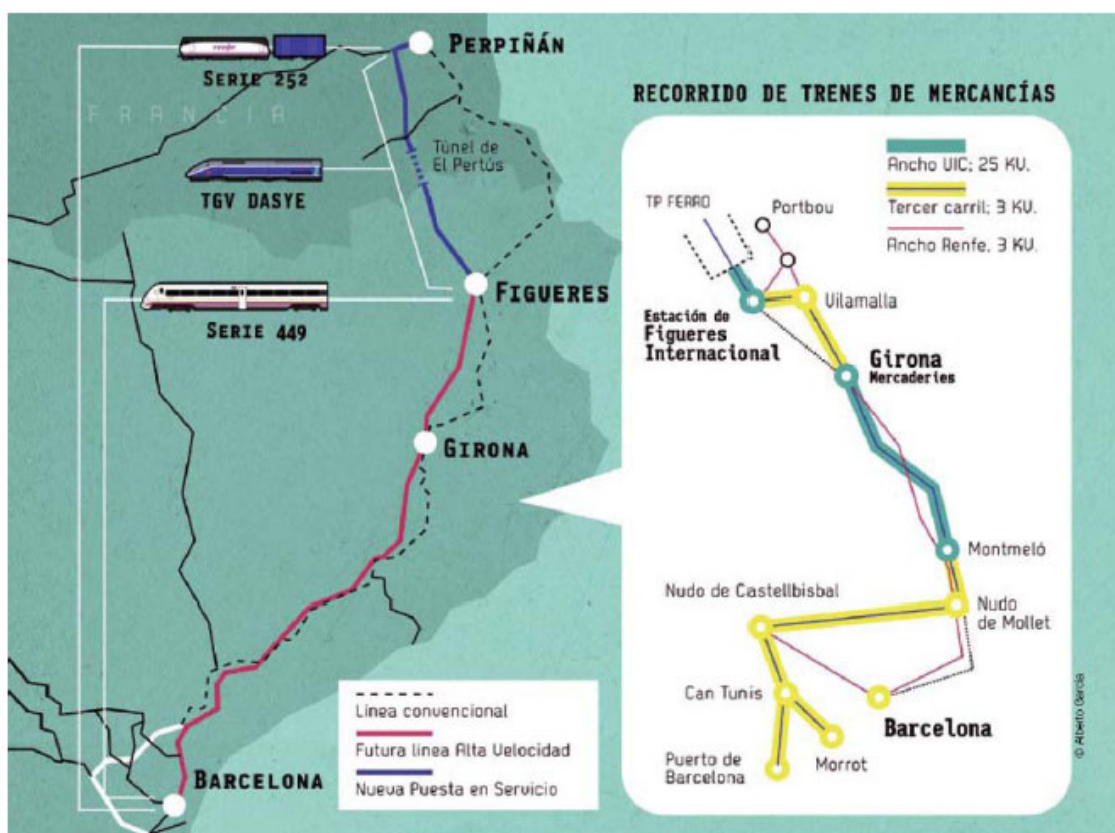 PERPIÑÁN
renfe
SERIE 252
FRANCIA
Túnel de
El Pertús
TGV DASYE
FIGUERES
SERIE 449
GIRONA
BARCELONA
Línea convencional
Futura línea Alta Velocidad
Nueva Puesta en Servicio
RECORRIDO DE TRENES DE MERCANCÍAS
Ancho UIC; 25 KV.
Tercer carril; 3 KV.
Ancho Renfe, 3 KV.
TP FERRO
Portbou
Vilamalla
Estación de
Figueres
Internacional
Girona
Mercaderies
Montmeló
Nudo de Castellbisbal
Nudo
de Mollet
Can Tunis
Barcelona
Puerto de
Barcelona
Morrot
© Alberto García